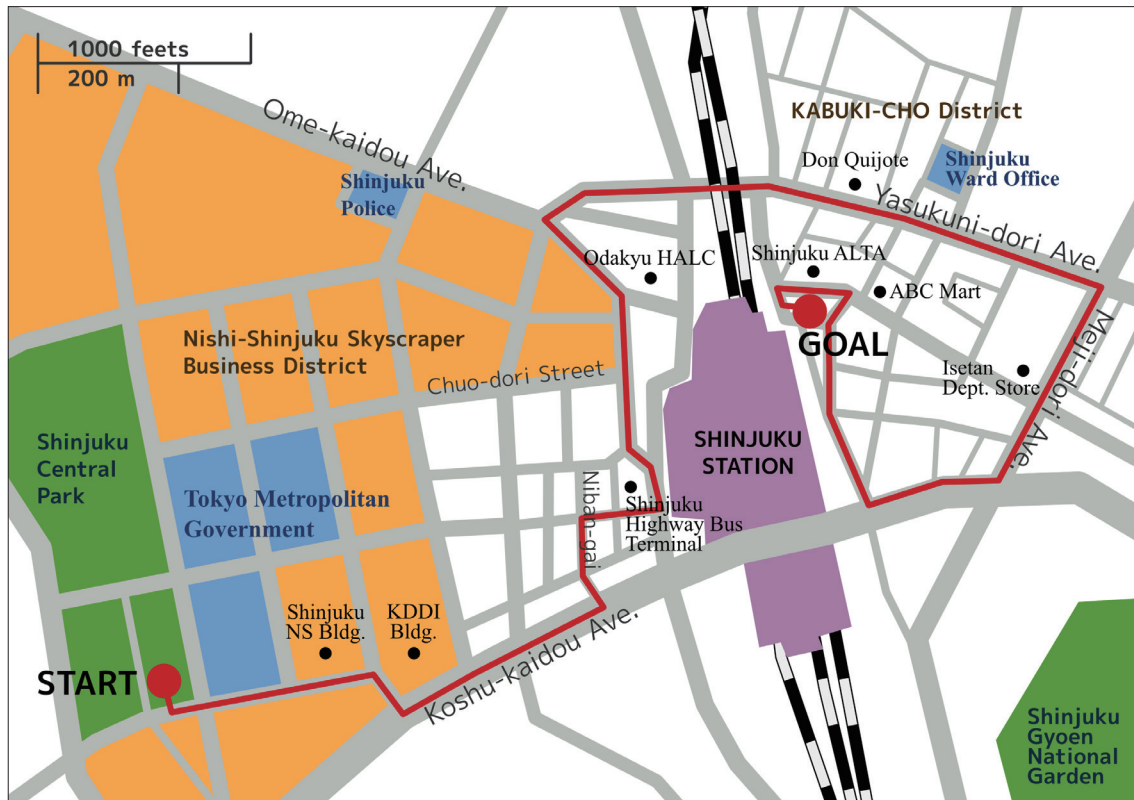 1000 feets
200 m
Ome-kaidou Ave.
KABUKI-CHO District
Don Quijote
Shinjuku
Ward Office
Shinjuku
Police
Yasukuni-dori Ave.
Odakyu HALC
Shinjuku ALTA
ABC Mart
Meji-dori Ave.
Nishi-Shinjuku Skyscraper
Business District
GOAL
Isetan
Dept. Store
Chuo-dori Street
Shinjuku
Central
Park
SHINJUKU
STATION
Tokyo Metropolitan
Government
Niban-gai
Shinjuku
Highway Bus
Terminal
Shinjuku
NS Bldg.
KDDI
Bldg.
Koshu-kaidou Ave.
START
Shinjuku
Gyoen
National
Garden